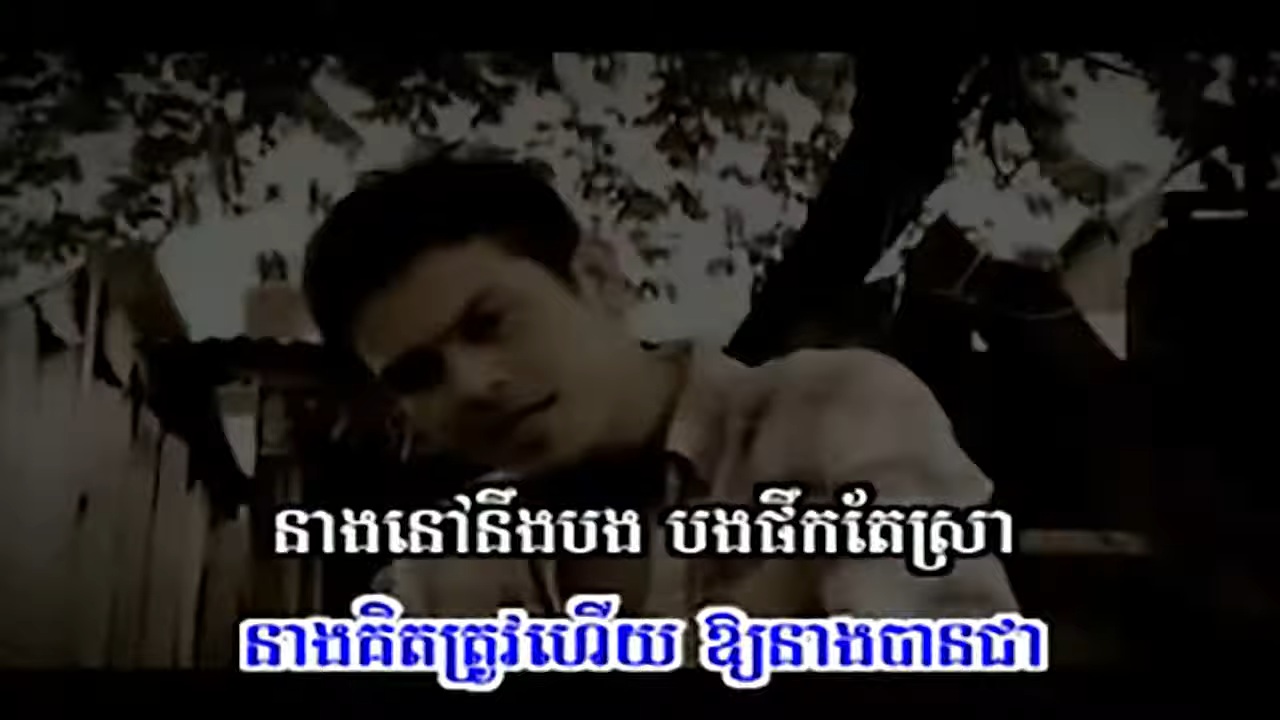 នាងនៅនឹងបង បងផឹកតែស្រា
នាងគិតត្រូវហើយ ឱ្យនាងបានជា